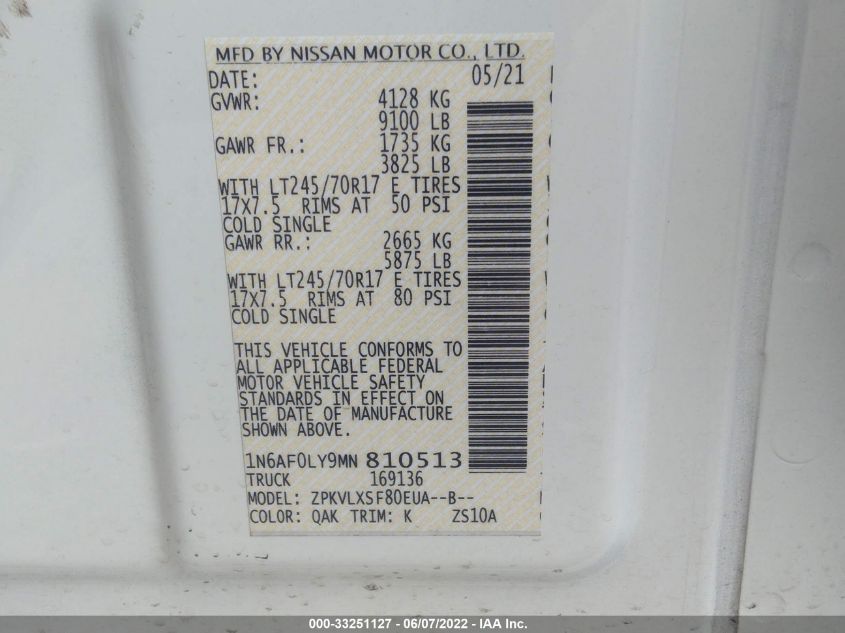 MFD BY NISSAN MOTOR CO., LTD.
DATE: 05/21
GVWR: 4128 KG
9100 LB
GAWR FR.: 1735 KG
3825 LB
WITH LT245/70R17 E TIRES
17X7.5 RIMS AT 50 PSI
COLD SINGLE
GAWR RR.: 2665 KG
5875 LB
WITH LT245/70R17 E TIRES
17X7.5 RIMS AT 80 PSI
COLD SINGLE
THIS VEHICLE CONFORMS TO
ALL APPLICABLE FEDERAL
MOTOR VEHICLE SAFETY
STANDARDS IN EFFECT ON
THE DATE OF MANUFACTURE
SHOWN ABOVE.
1N6AF0LY9MN 810513
TRUCK 169136
MODEL: ZPKVLXSF80EUA--B--
COLOR: QAK TRIM: K ZS10A
000-33251127 - 06/07/2022 - IAA Inc.